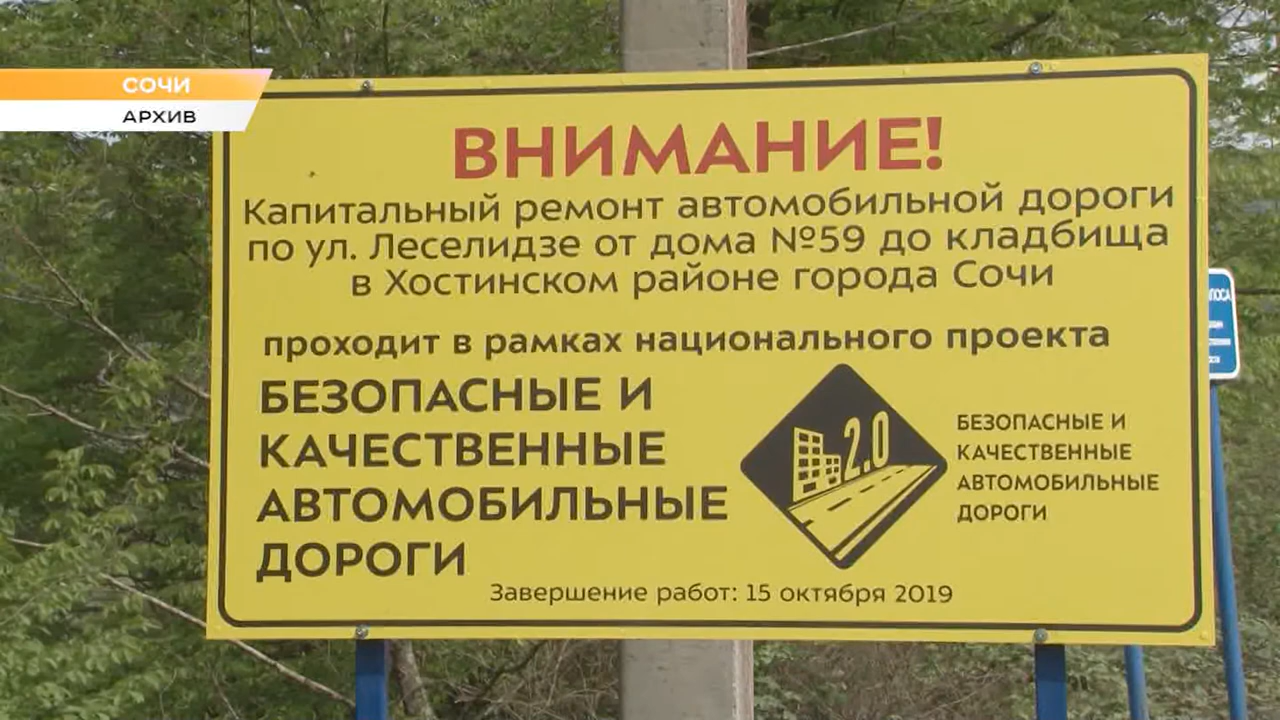 СОЧИ
АРХИВ
ВНИМАНИЕ!
Капитальный ремонт автомобильной дороги
по ул. Леселидзе от дома №59 до кладбища
в Хостинском районе города Сочи
проходит в рамках национального проекта
БЕЗОПАСНЫЕ И
КАЧЕСТВЕННЫЕ
АВТОМОБИЛЬНЫЕ
ДОРОГИ
2.0
БЕЗОПАСНЫЕ И
КАЧЕСТВЕННЫЕ
АВТОМОБИЛЬНЫЕ
ДОРОГИ
Завершение работ: 15 октября 2019